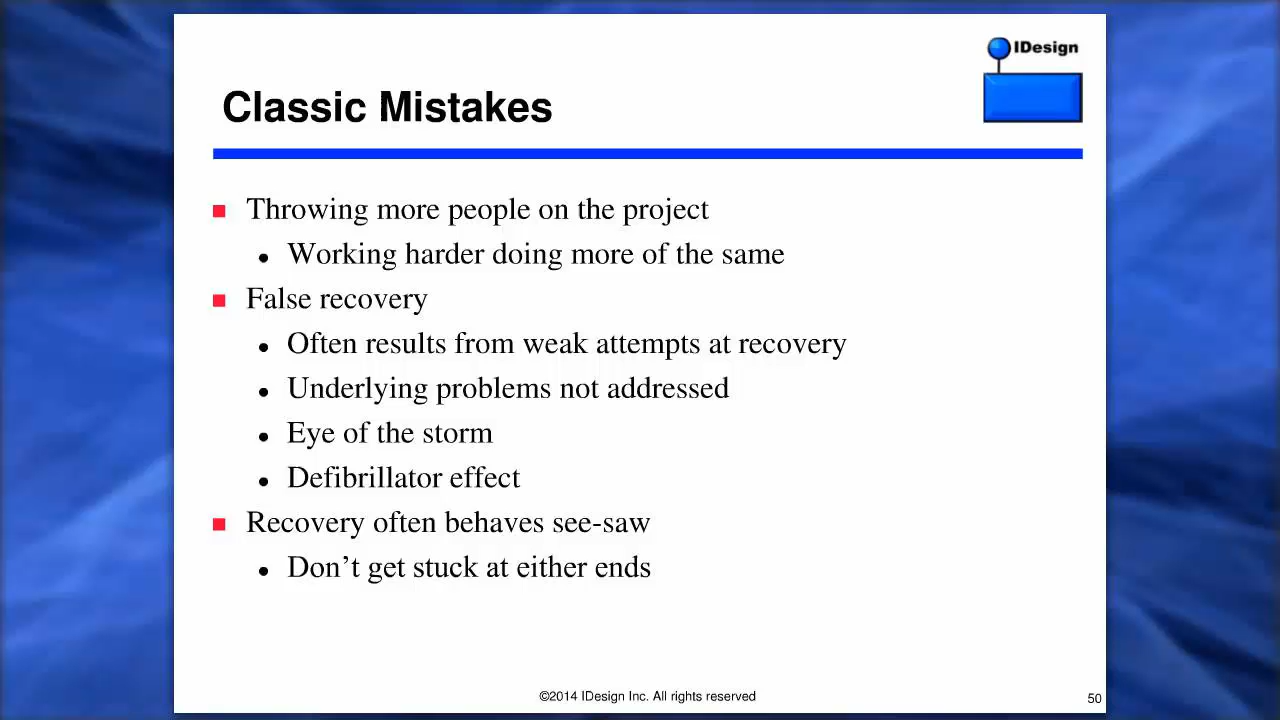 IDesign
Classic Mistakes
Throwing more people on the project
Working harder doing more of the same
False recovery
Often results from weak attempts at recovery
Underlying problems not addressed
Eye of the storm
Defibrillator effect
Recovery often behaves see-saw
Don’t get stuck at either ends
©2014 IDesign Inc. All rights reserved
50